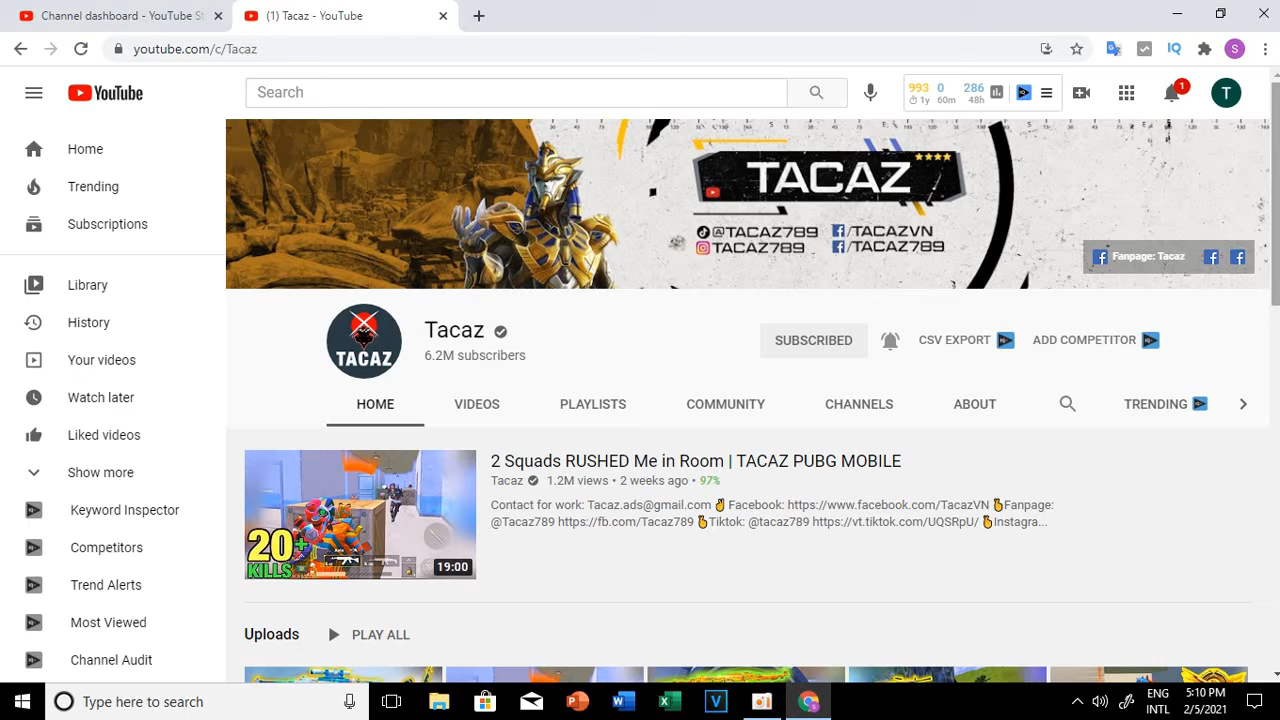 Channel dashboard - YouTube St
(1) Tacaz - YouTube
youtube.com/c/Tacaz
YouTube
Search
993 0 286
1y 60m 48h
1
T
S
Home
Trending
Subscriptions
Library
History
Your videos
Watch later
Liked videos
Show more
Keyword Inspector
Competitors
Trend Alerts
Most Viewed
Channel Audit
TACAZ
@TACAZ789 /TACAZVN
TACAZ789 /TACAZ789
Fanpage: Tacaz
TACAZ
Tacaz
6.2M subscribers
SUBSCRIBED
CSV EXPORT
ADD COMPETITOR
HOME VIDEOS PLAYLISTS COMMUNITY CHANNELS ABOUT TRENDING
20+
KILLS
19:00
2 Squads RUSHED Me in Room | TACAZ PUBG MOBILE
Tacaz 1.2M views • 2 weeks ago • 97%
Contact for work: Tacaz.ads@gmail.com ✌Facebook: https://www.facebook.com/TacazVN 👆Fanpage:
@Tacaz789 https://fb.com/Tacaz789 👆Tiktok: @tacaz789 https://vt.tiktok.com/UQSRpU/ 👆Instagra...
Uploads PLAY ALL
Type here to search
ENG
INTL
5:10 PM
2/5/2021